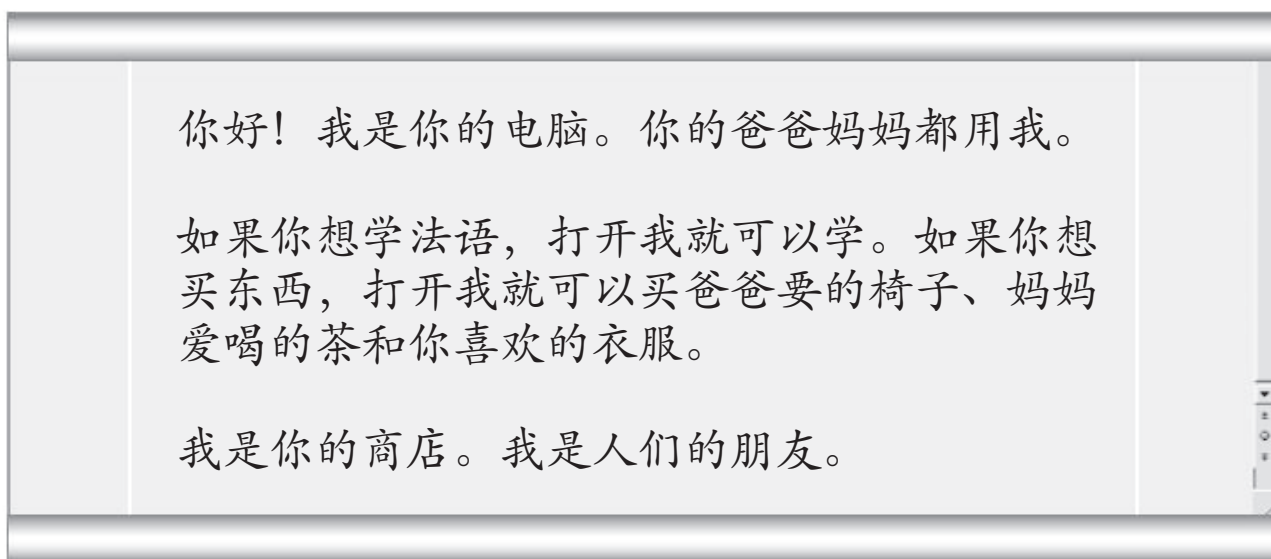 你好！我是你的电脑。你的爸爸妈妈都用我。
如果你想学法语，打开我就可以学。如果你想
买东西，打开我就可以买爸爸要的椅子、妈妈
爱喝的茶和你喜欢的衣服。
我是你的商店。我是人们的朋友。